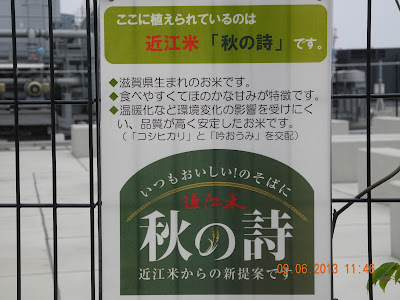 ここに植えられているのは
近江米「秋の詩」です。
◆滋賀県生まれのお米です。
◆食べやすくてほのかな甘みが特徴です。
◆温暖化など環境変化の影響を受けにく
い、品質が高く安定したお米です。
(「コシヒカリ」と「吟おうみ」を交配)
いつもおいしい!のそばに
近江米
秋の詩
近江米からの新提案です
09-06.2013 11:46